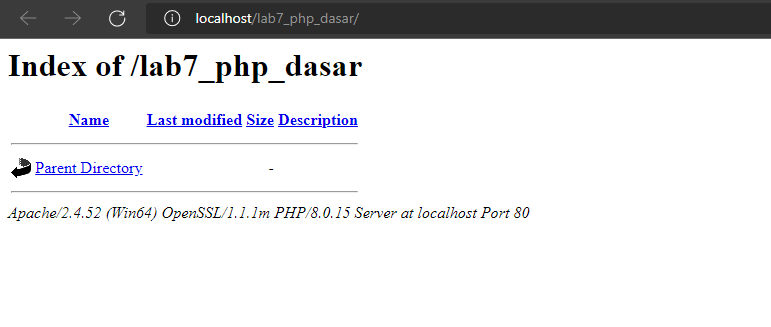 localhost/lab7_php_dasar/
Index of /lab7_php_dasar
Name Last modified Size Description
Parent Directory -
Apache/2.4.52 (Win64) OpenSSL/1.1.1m PHP/8.0.15 Server at localhost Port 80